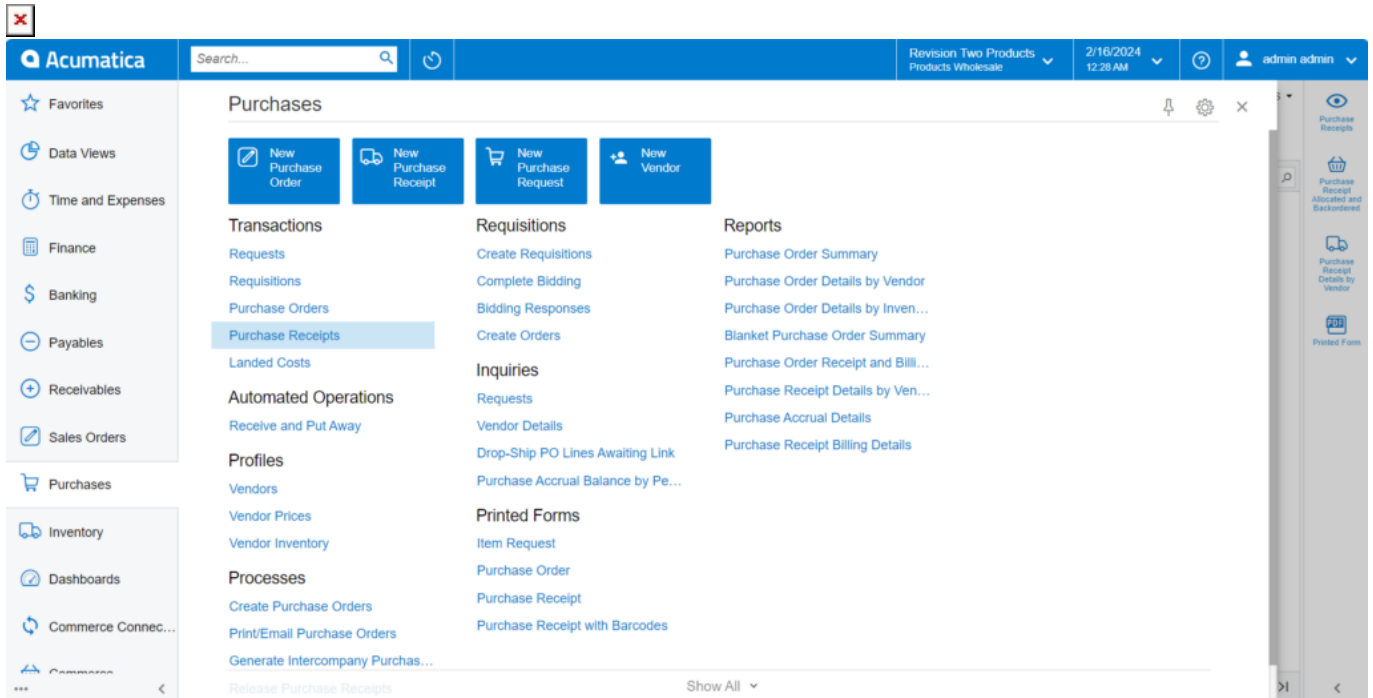 Acumatica
Search...
Revision Two Products
Products Wholesale
2/16/2024
12:28 AM
admin admin
Favorites
Data Views
Time and Expenses
Finance
Banking
Payables
Receivables
Sales Orders
Purchases
Inventory
Dashboards
Commerce Connec...
Commerce
Purchases
New
Purchase
Order
New
Purchase
Receipt
New
Purchase
Request
New
Vendor
Transactions
Requests
Requisitions
Purchase Orders
Purchase Receipts
Landed Costs
Automated Operations
Receive and Put Away
Profiles
Vendors
Vendor Prices
Vendor Inventory
Processes
Create Purchase Orders
Print/Email Purchase Orders
Generate Intercompany Purchas...
Release Purchase Receipts
Requisitions
Create Requisitions
Complete Bidding
Bidding Responses
Create Orders
Inquiries
Requests
Vendor Details
Drop-Ship PO Lines Awaiting Link
Purchase Accrual Balance by Pe...
Printed Forms
Item Request
Purchase Order
Purchase Receipt
Purchase Receipt with Barcodes
Reports
Purchase Order Summary
Purchase Order Details by Vendor
Purchase Order Details by Inven...
Blanket Purchase Order Summary
Purchase Order Receipt and Billi...
Purchase Receipt Details by Ven...
Purchase Accrual Details
Purchase Receipt Billing Details
Show All
Purchase
Receipts
Purchase
Receipt
Allocated and
Backordered
Purchase
Receipt
Details by
Vendor
PDF
Printed Form